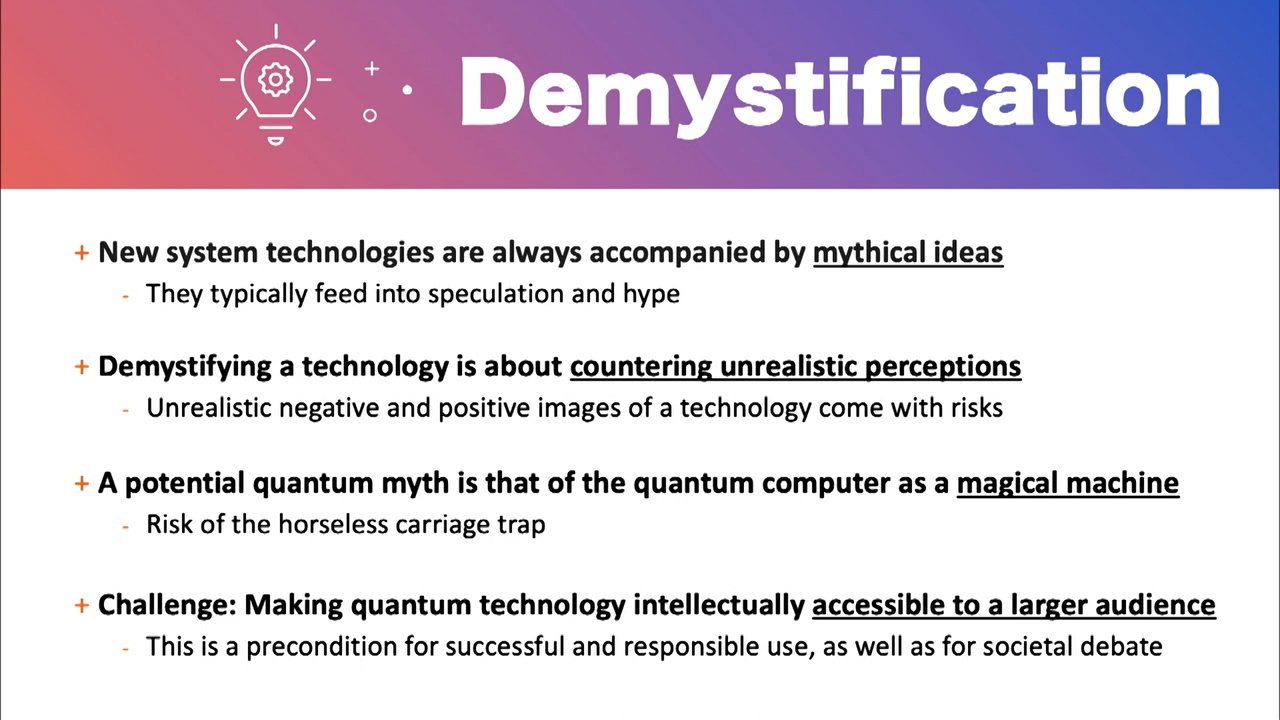 Demystification
+ New system technologies are always accompanied by mythical ideas
- They typically feed into speculation and hype
+ Demystifying a technology is about countering unrealistic perceptions
- Unrealistic negative and positive images of a technology come with risks
+ A potential quantum myth is that of the quantum computer as a magical machine
- Risk of the horseless carriage trap
+ Challenge: Making quantum technology intellectually accessible to a larger audience
- This is a precondition for successful and responsible use, as well as for societal debate